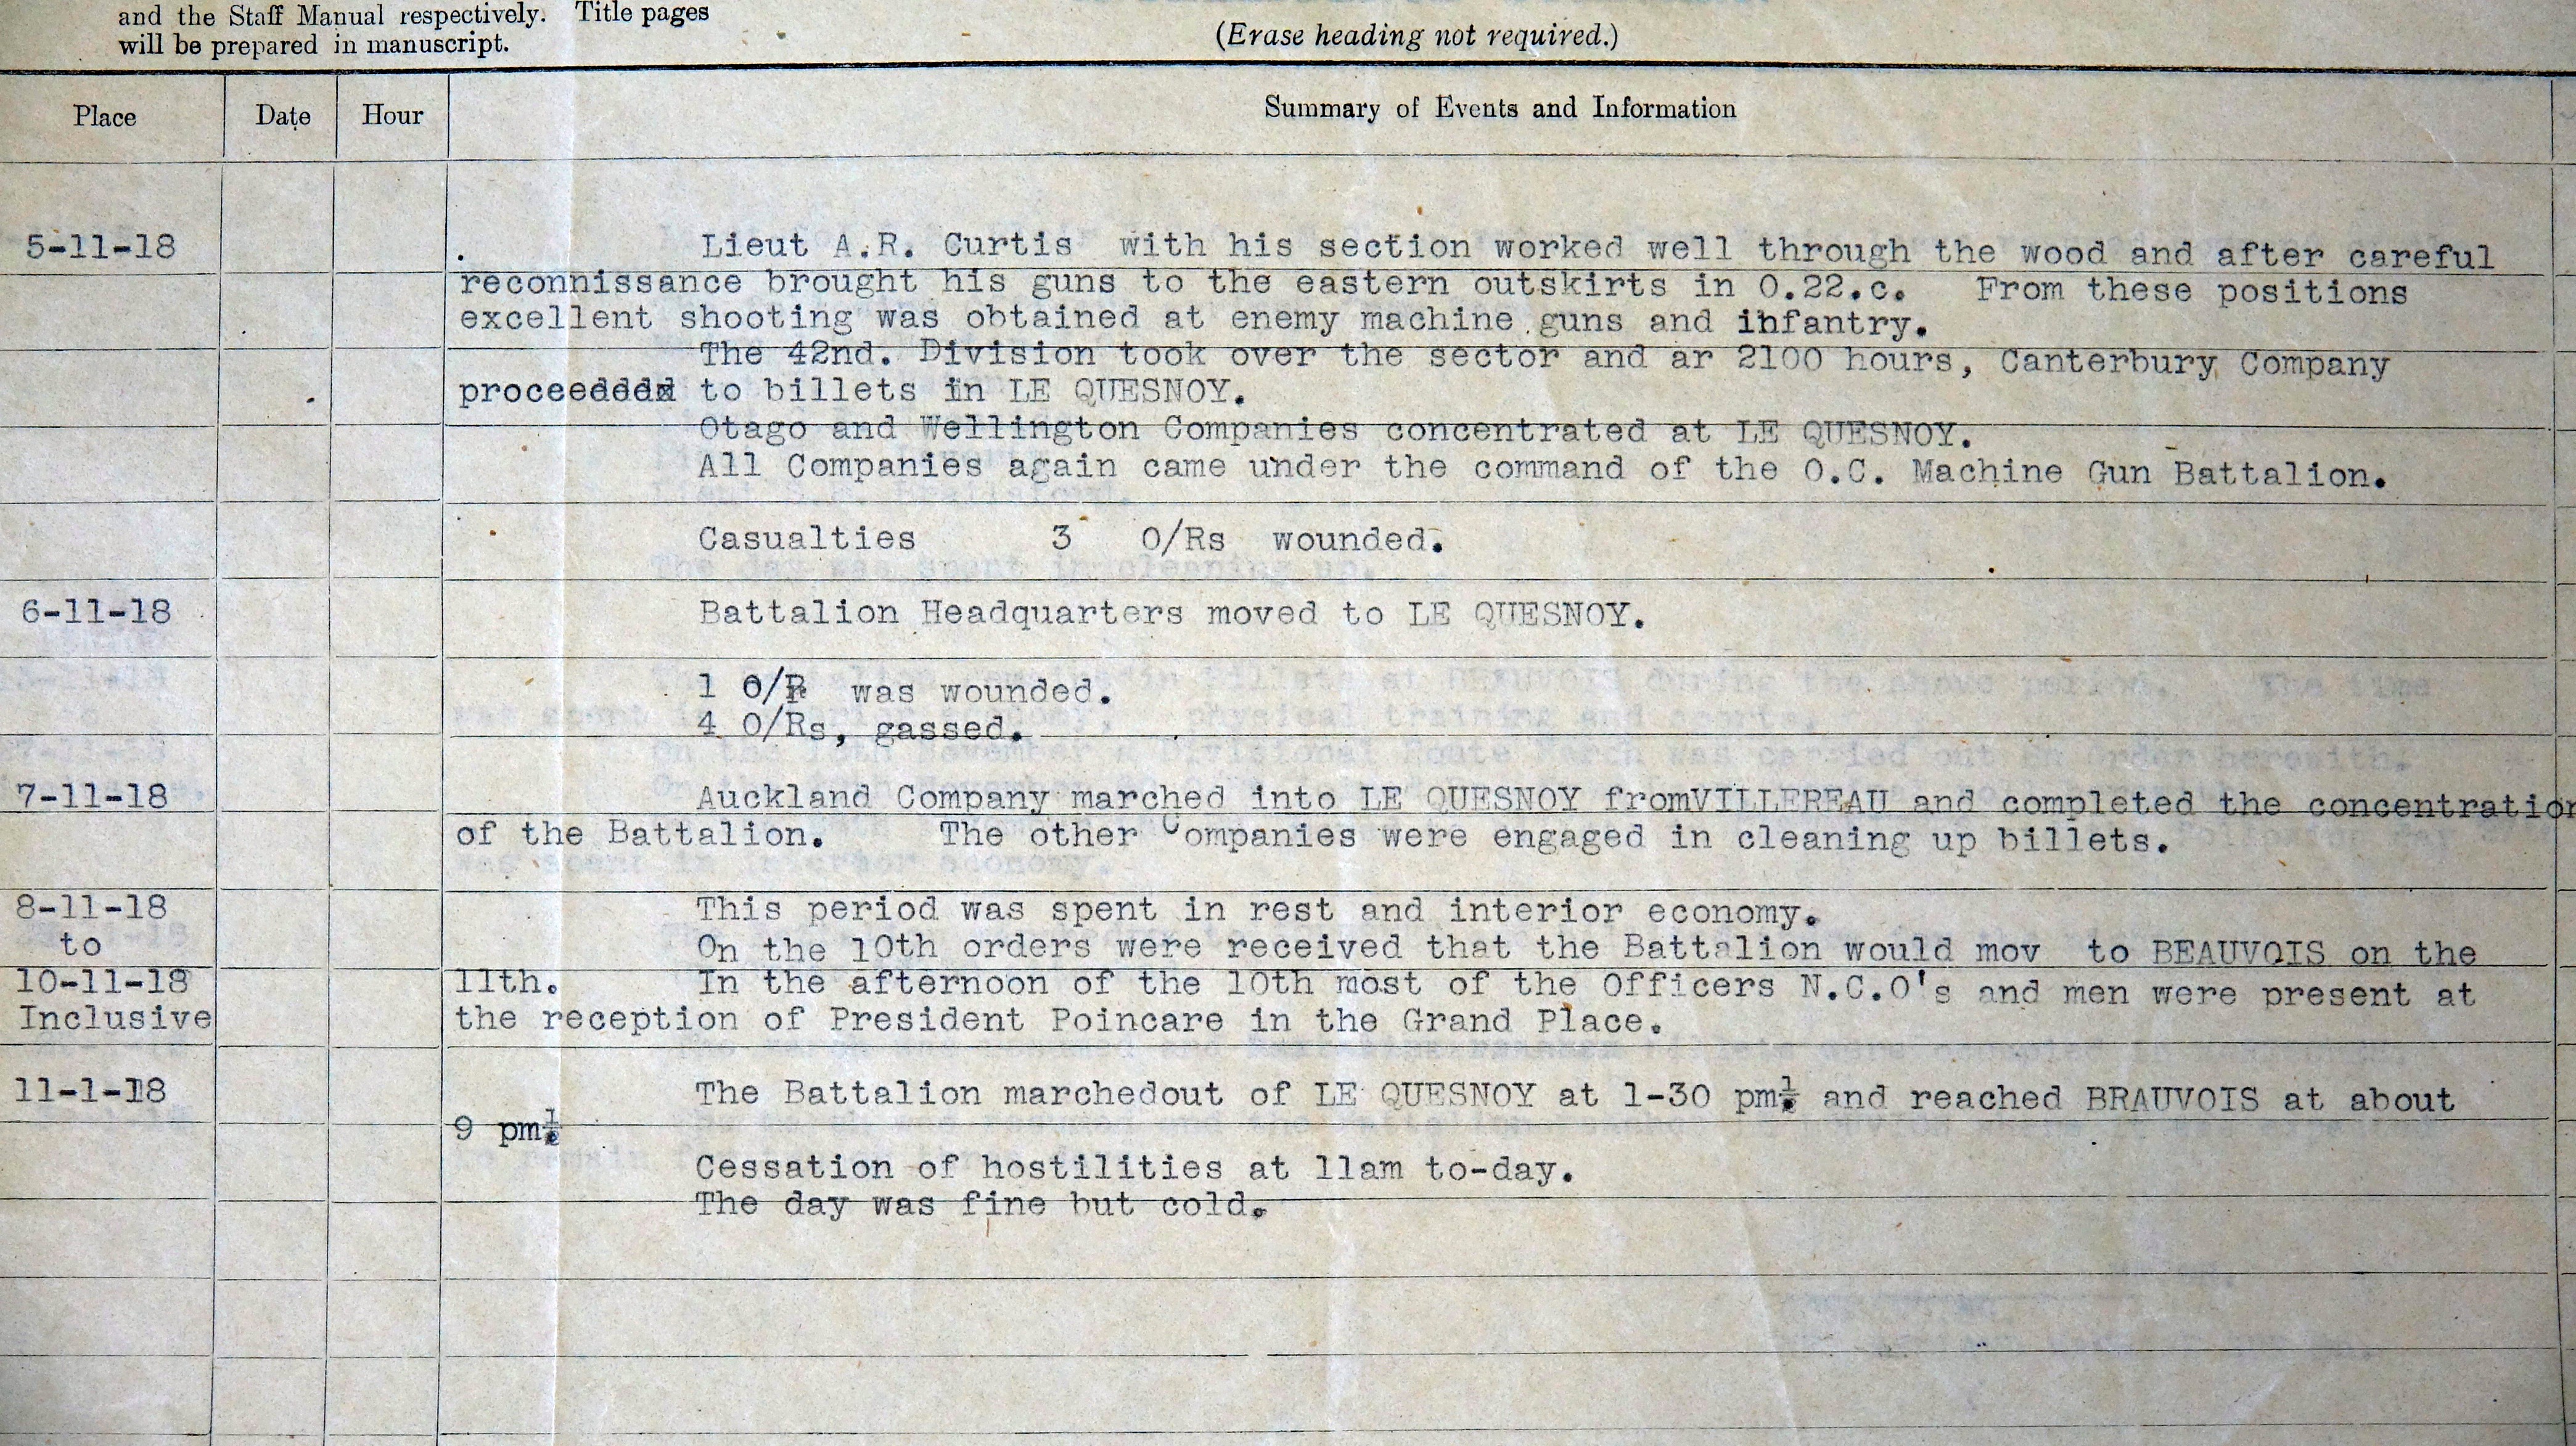 and the Staff Manual respectively. Title pages
will be prepared in manuscript.
(Erase heading not required.)
Place Date Hour Summary of Events and Information
5-11-18 . Lieut A.R. Curtis with his section worked well through the wood and after careful
reconnissance brought his guns to the eastern outskirts in O.22.c. From these positions
excellent shooting was obtained at enemy machine guns and infantry.
The 42nd. Division took over the sector and ar 2100 hours, Canterbury Company
proceededx to billets in LE QUESNOY.
Otago and Wellington Companies concentrated at LE QUESNOY.
All Companies again came under the command of the O.C. Machine Gun Battalion.
Casualties 3 O/Rs wounded.
6-11-18 Battalion Headquarters moved to LE QUESNOY.
1 O/R was wounded.
4 O/Rs, gassed.
7-11-18 Auckland Company marched into LE QUESNOY fromVILLEREAU and completed the concentration
of the Battalion. The other Companies were engaged in cleaning up billets.
8-11-18 This period was spent in rest and interior economy.
to On the 10th orders were received that the Battalion would mov to BEAUVOIS on the
10-11-18 11th. In the afternoon of the 10th most of the Officers N.C.O's and men were present at
Inclusive the reception of President Poincare in the Grand Place.
11-1-18 The Battalion marchedout of LE QUESNOY at 1-30 pm. and reached BRAUVOIS at about
9 pm.
Cessation of hostilities at 11am to-day.
The day was fine but cold.